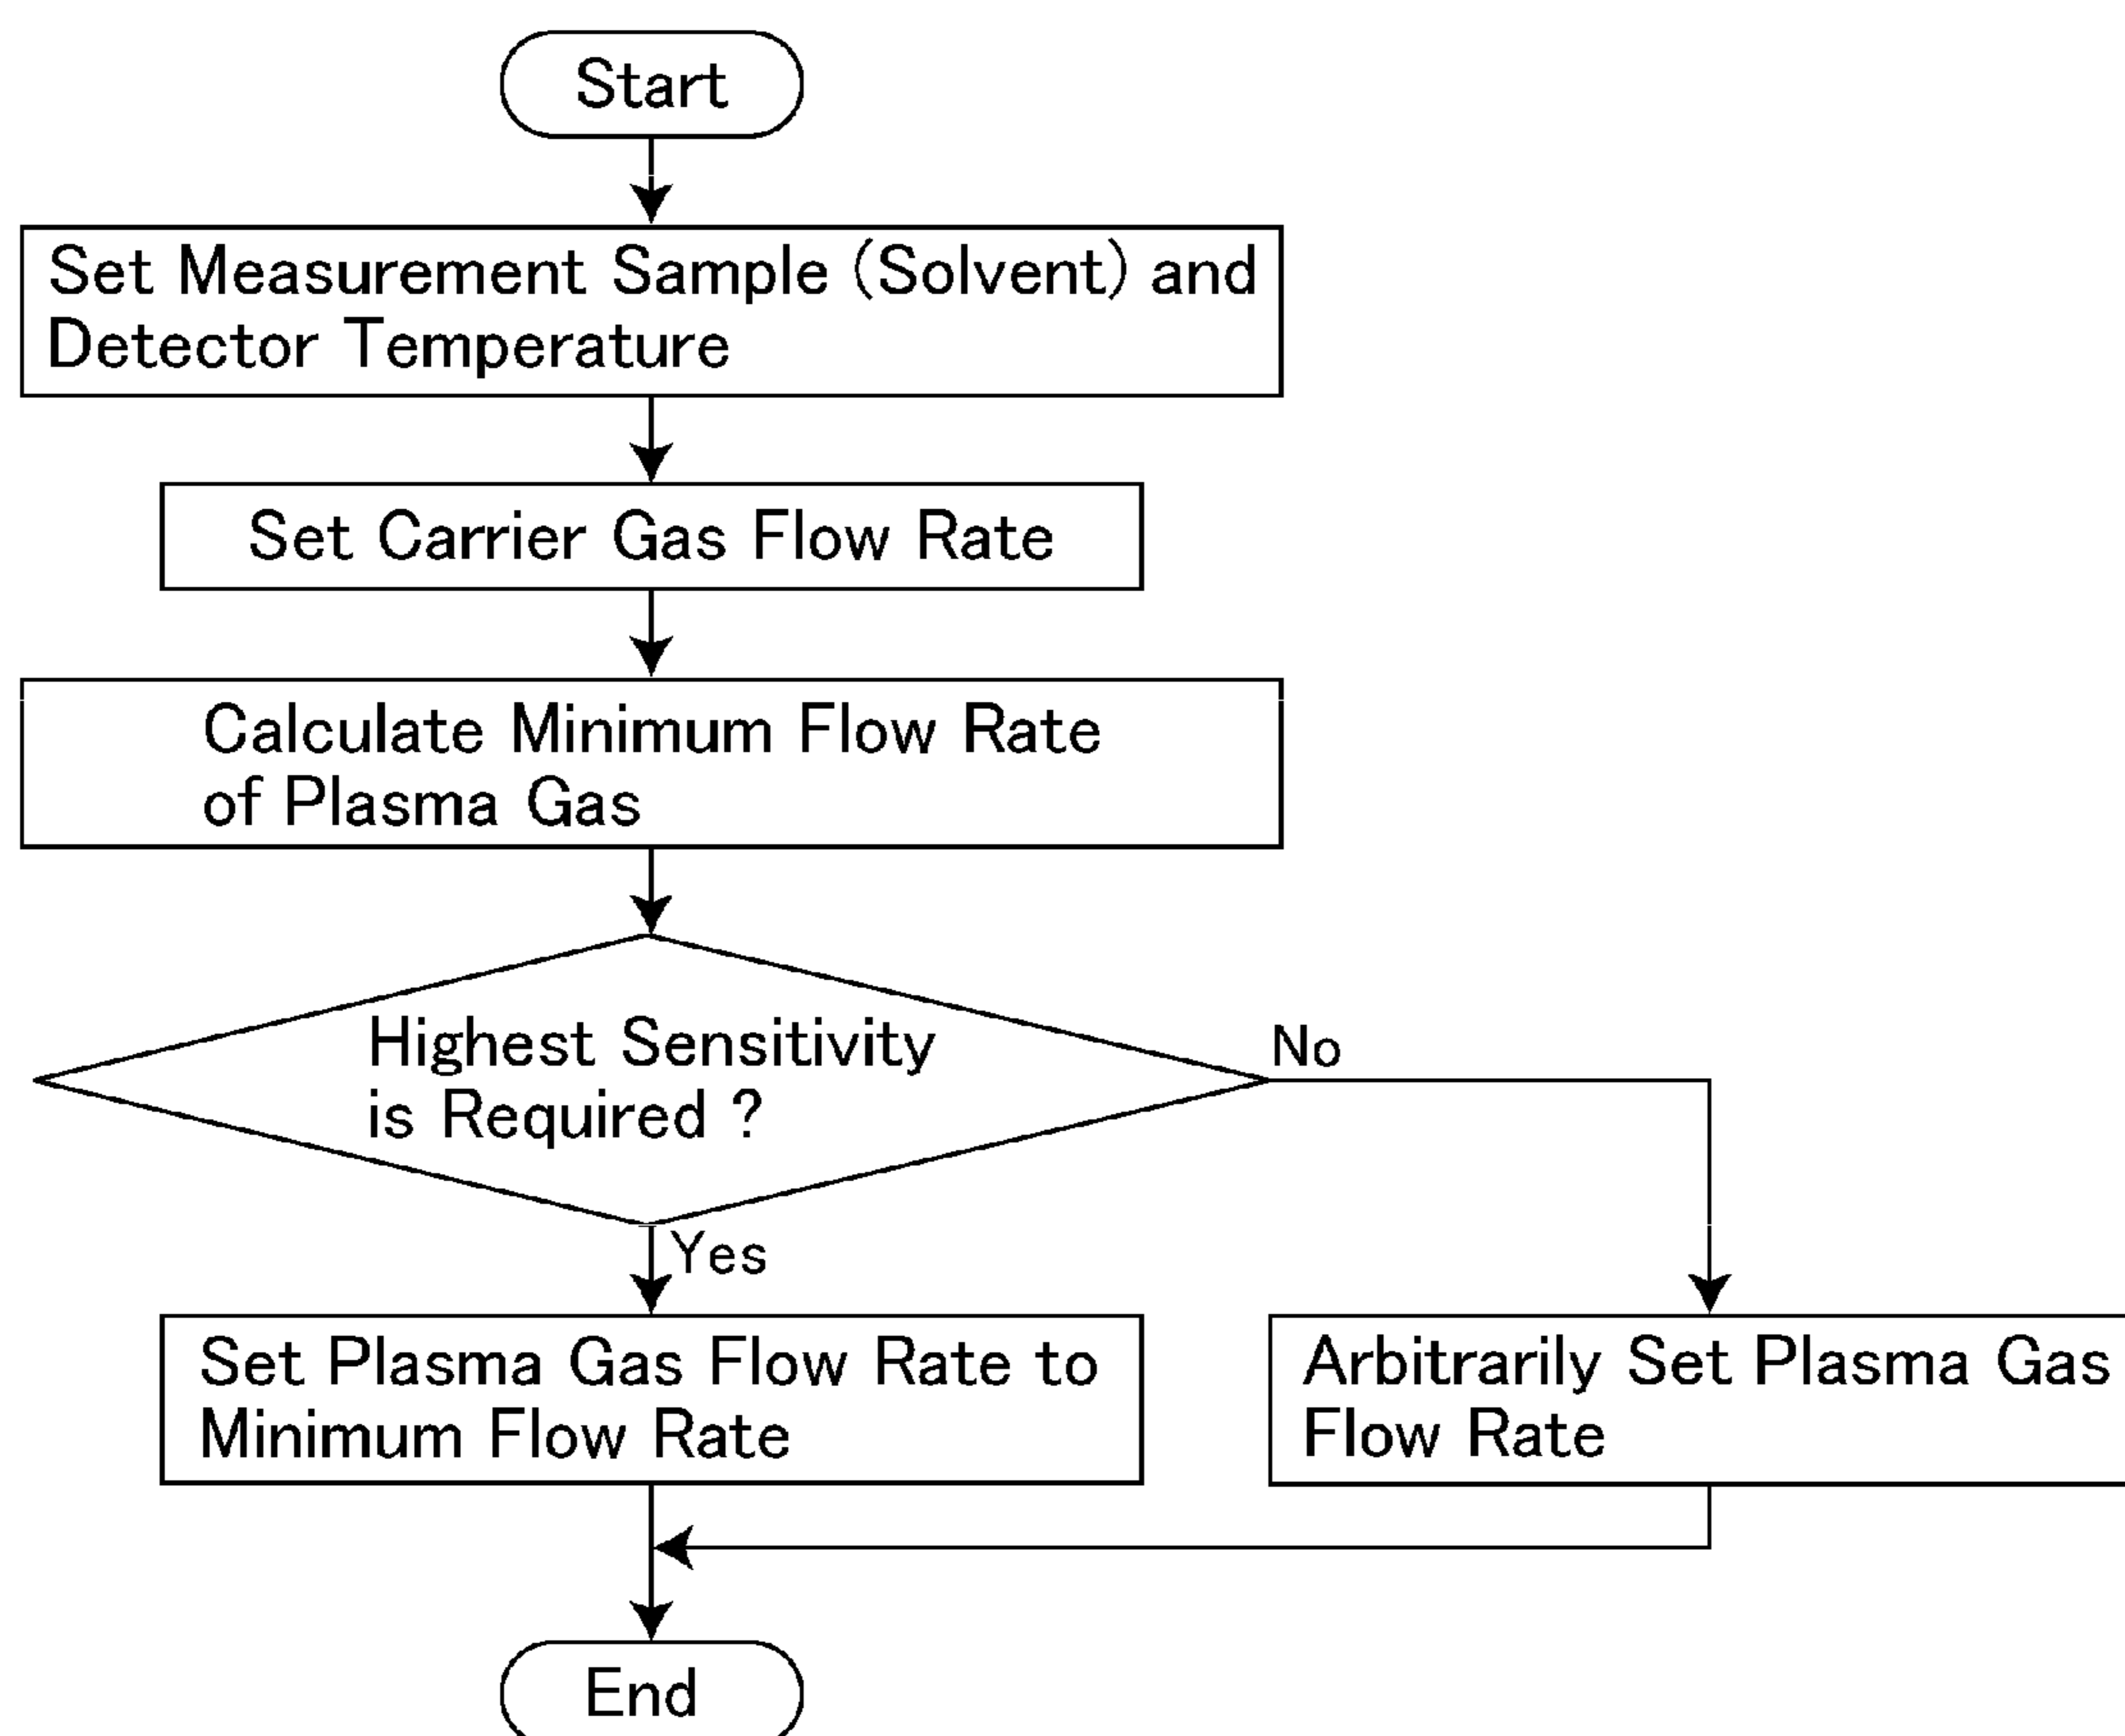 Start
Set Measurement Sample (Solvent) and
Detector Temperature
Set Carrier Gas Flow Rate
Calculate Minimum Flow Rate
of Plasma Gas
Highest Sensitivity
is Required ?
No
Yes
Set Plasma Gas Flow Rate to
Minimum Flow Rate
Arbitrarily Set Plasma Gas
Flow Rate
End